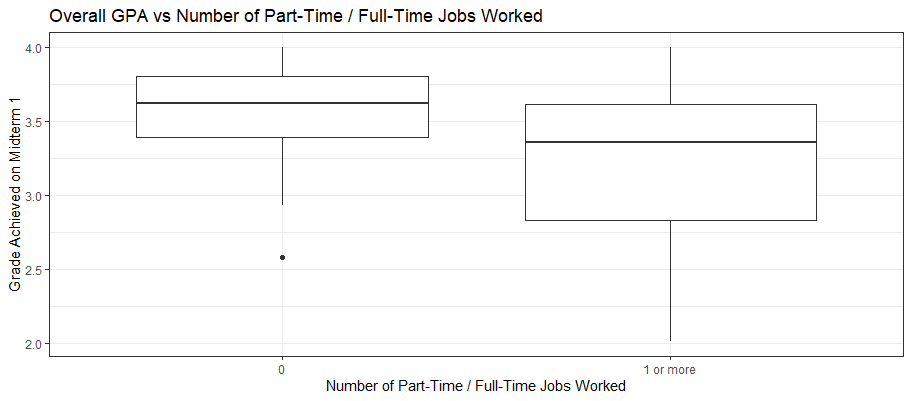 Overall GPA vs Number of Part-Time / Full-Time Jobs Worked
Grade Achieved on Midterm 1
4.0
3.5
3.0
2.5
2.0
0
1 or more
Number of Part-Time / Full-Time Jobs Worked